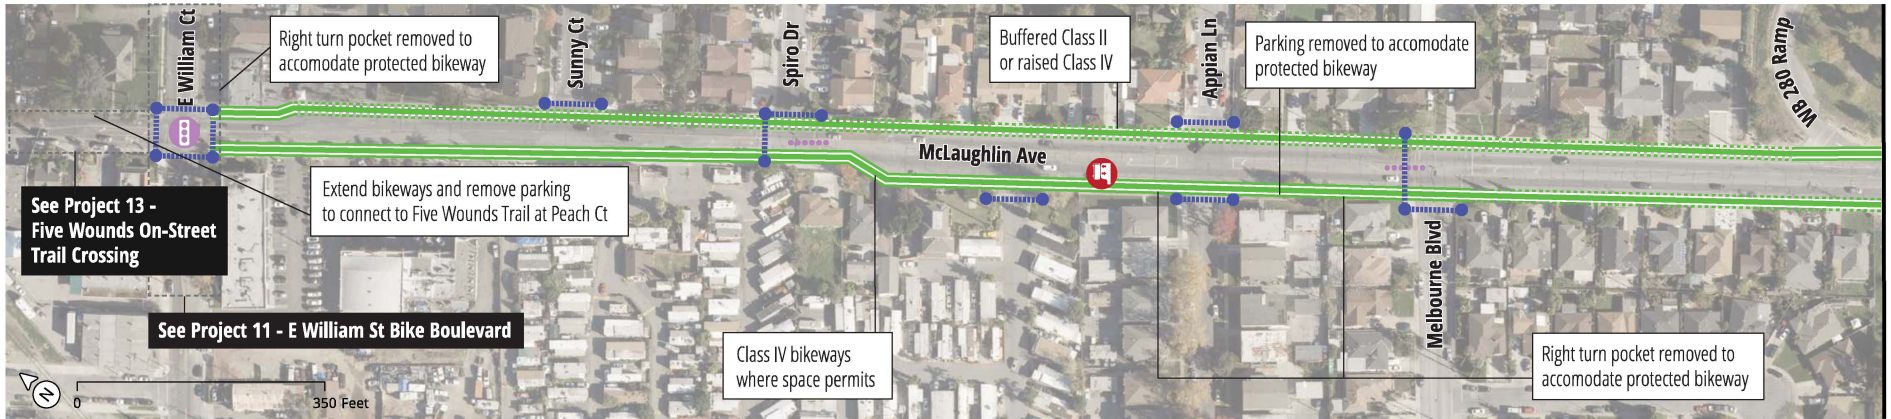 E William Ct
Right turn pocket removed to
accomodate protected bikeway
Sunny Ct
Spiro Dr
Buffered Class II
or raised Class IV
Appian Ln
Parking removed to accomodate
protected bikeway
WB 280 Ramp
McLaughlin Ave
Extend bikeways and remove parking
to connect to Five Wounds Trail at Peach Ct
See Project 13 -
Five Wounds On-Street
Trail Crossing
See Project 11 - E William St Bike Boulevard
Class IV bikeways
where space permits
Melbourne Blvd
Right turn pocket removed to
accomodate protected bikeway
N
0
350 Feet